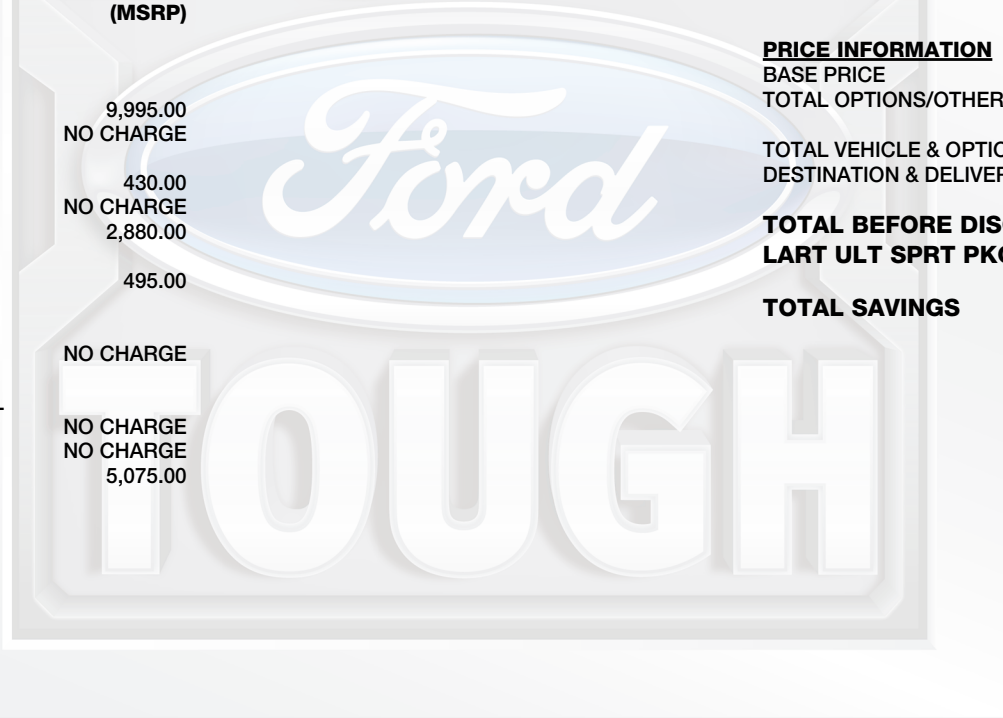 (MSRP)
9,995.00
NO CHARGE
430.00
NO CHARGE
2,880.00
495.00
NO CHARGE
NO CHARGE
NO CHARGE
5,075.00
PRICE INFORMATION
BASE PRICE
TOTAL OPTIONS/OTHER
TOTAL VEHICLE & OPTIO
DESTINATION & DELIVER
TOTAL BEFORE DISC
LART ULT SPRT PKG
TOTAL SAVINGS
Ford
TOUGH